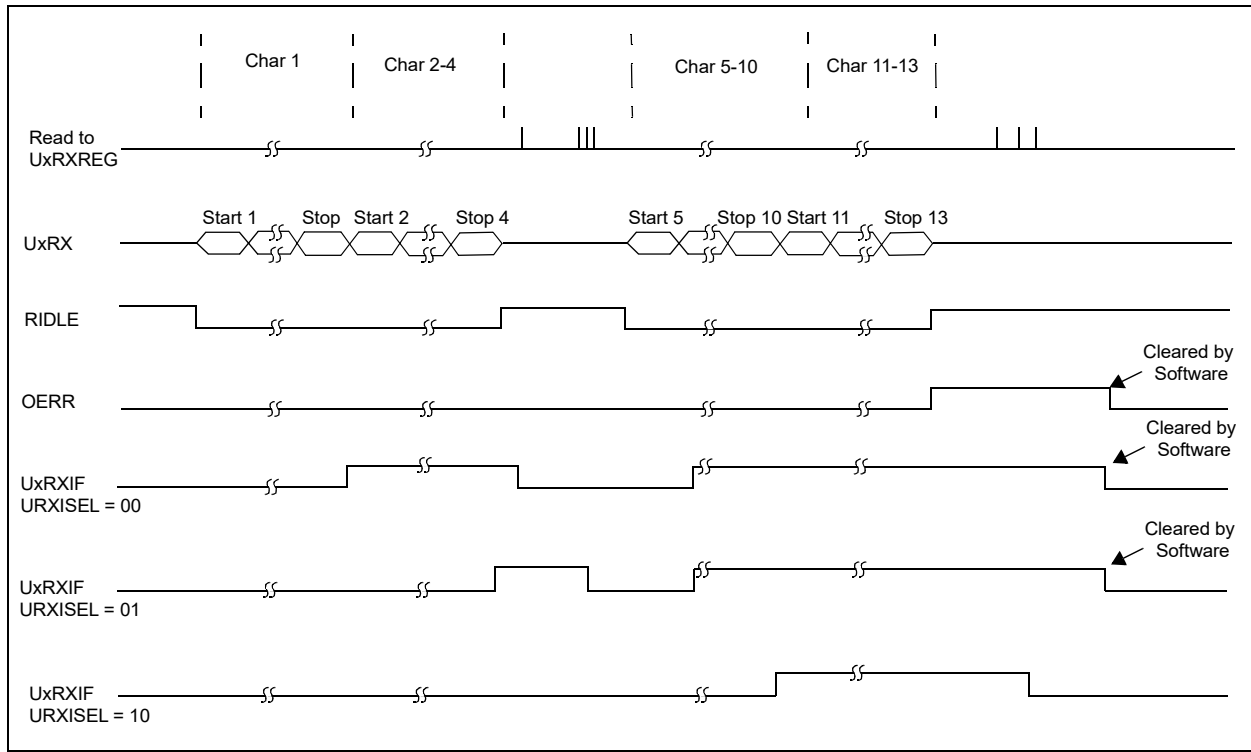 Char 1
Char 2-4
Char 5-10
Char 11-13
Read to
UxRXREG
Start 1
Stop
Start 2
Stop 4
Start 5
Stop 10
Start 11
Stop 13
UxRX
RIDLE
Cleared by
Software
OERR
Cleared by
Software
UxRXIF
URXISEL = 00
Cleared by
Software
UxRXIF
URXISEL = 01
UxRXIF
URXISEL = 10